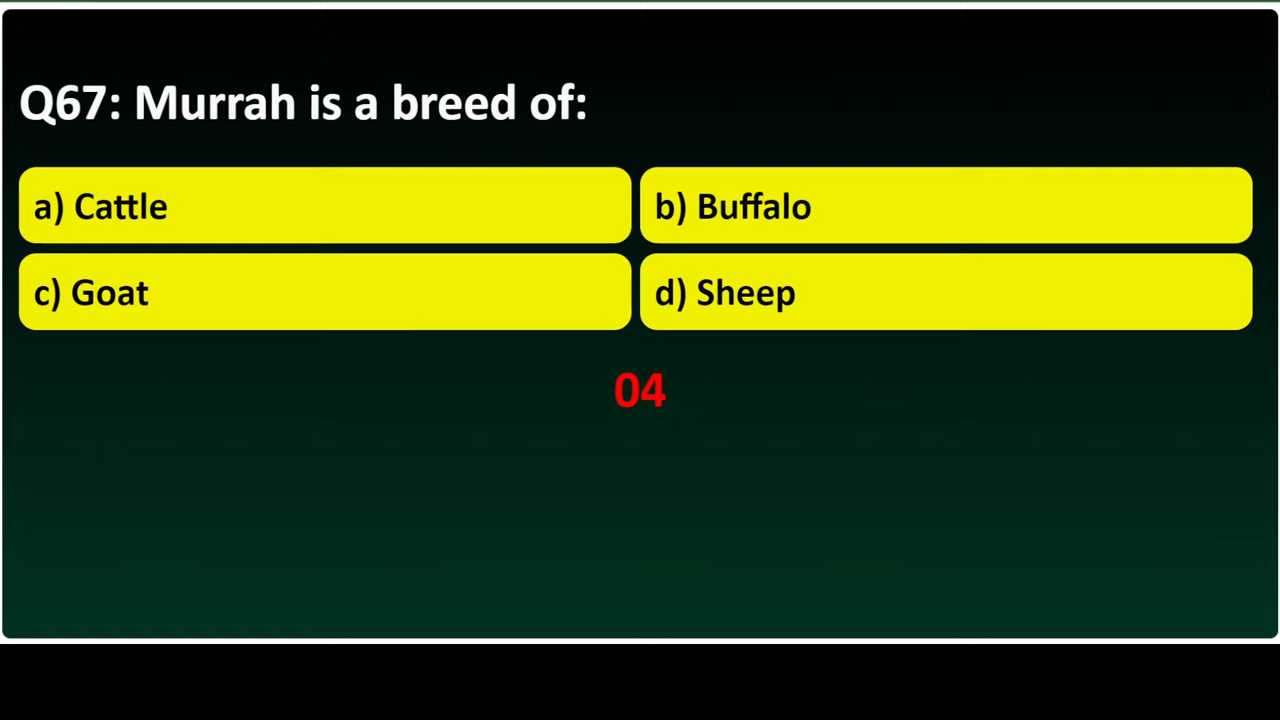 Q67: Murrah is a breed of:
a) Cattle
b) Buffalo
c) Goat
d) Sheep
04